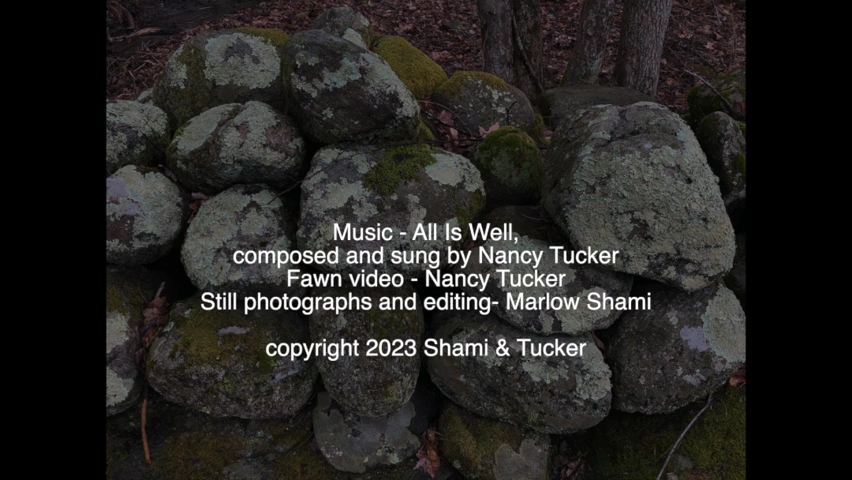 Music - All Is Well,
composed and sung by Nancy Tucker
Fawn video - Nancy Tucker
Still photographs and editing- Marlow Shami
copyright 2023 Shami & Tucker